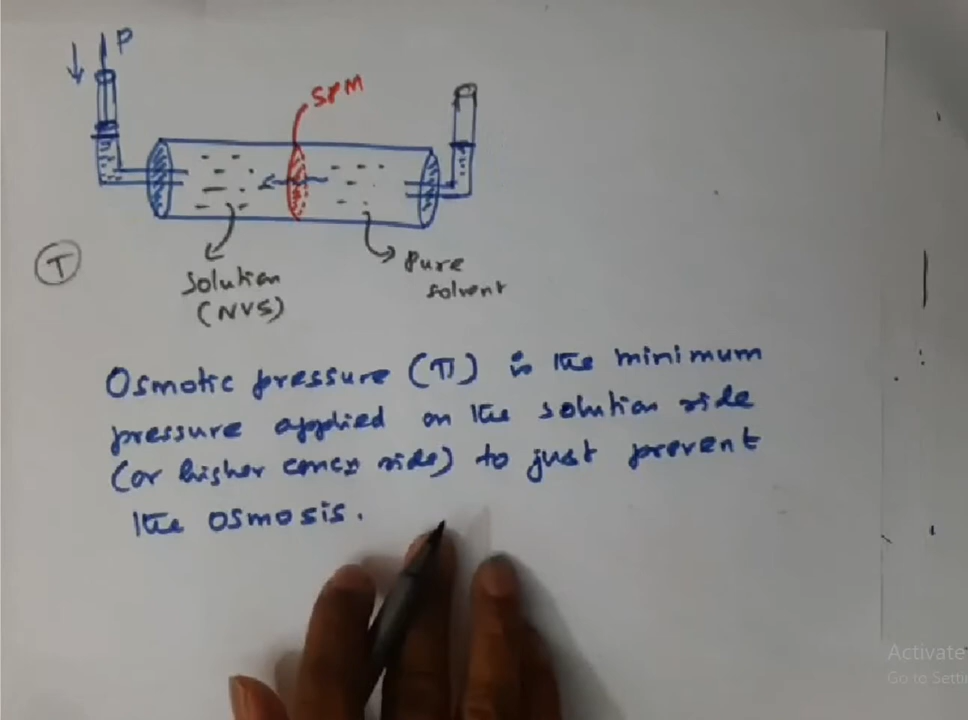 P
SPM
T
Solution
(NVS)
Pure
solvent
Osmotic pressure (π) is the minimum
pressure applied on the solution side
(or higher concn side) to just prevent
the osmosis.
Activate
Go to Setti